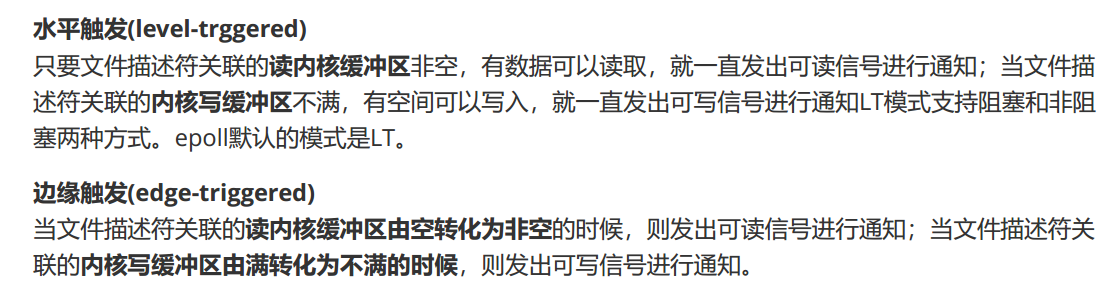 水平触发(level-trggered)
只要文件描述符关联的读内核缓冲区非空，有数据可以读取，就一直发出可读信号进行通知；当文件描
述符关联的内核写缓冲区不满，有空间可以写入，就一直发出可写信号进行通知LT模式支持阻塞和非阻
塞两种方式。epoll默认的模式是LT。
边缘触发(edge-triggered)
当文件描述符关联的读内核缓冲区由空转化为非空的时候，则发出可读信号进行通知；当文件描述符关
联的内核写缓冲区由满转化为不满的时候，则发出可写信号进行通知。